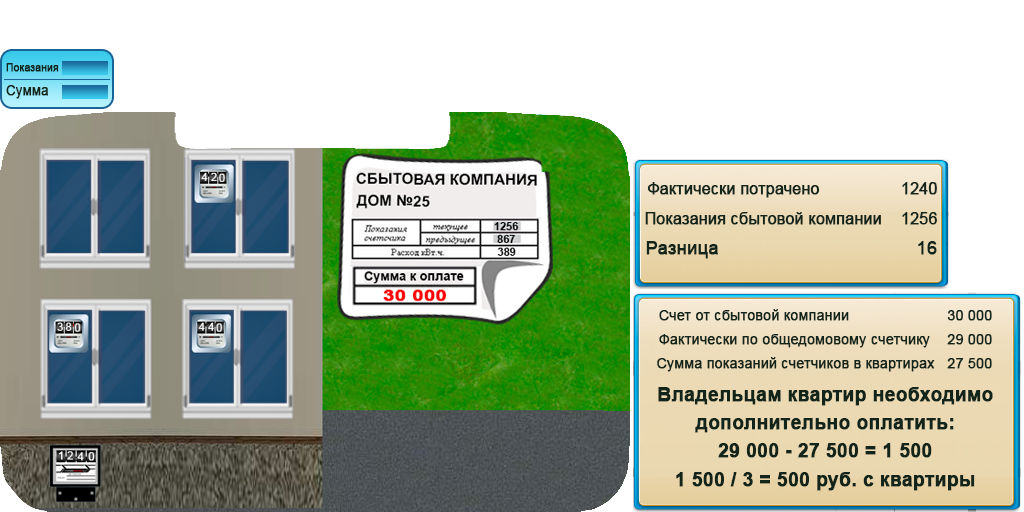 Показания
Сумма
420
380
440
1240
СБЫТОВАЯ КОМПАНИЯ
ДОМ №25
Показания счетчика
текущее 1256
предыдущее 867
Расход кВт.ч. 389
Сумма к оплате
30 000
Фактически потрачено 1240
Показания сбытовой компании 1256
Разница 16
Счет от сбытовой компании 30 000
Фактически по общедомовому счетчику 29 000
Сумма показаний счетчиков в квартирах 27 500
Владельцам квартир необходимо
дополнительно оплатить:
29 000 - 27 500 = 1 500
1 500 / 3 = 500 руб. с квартиры